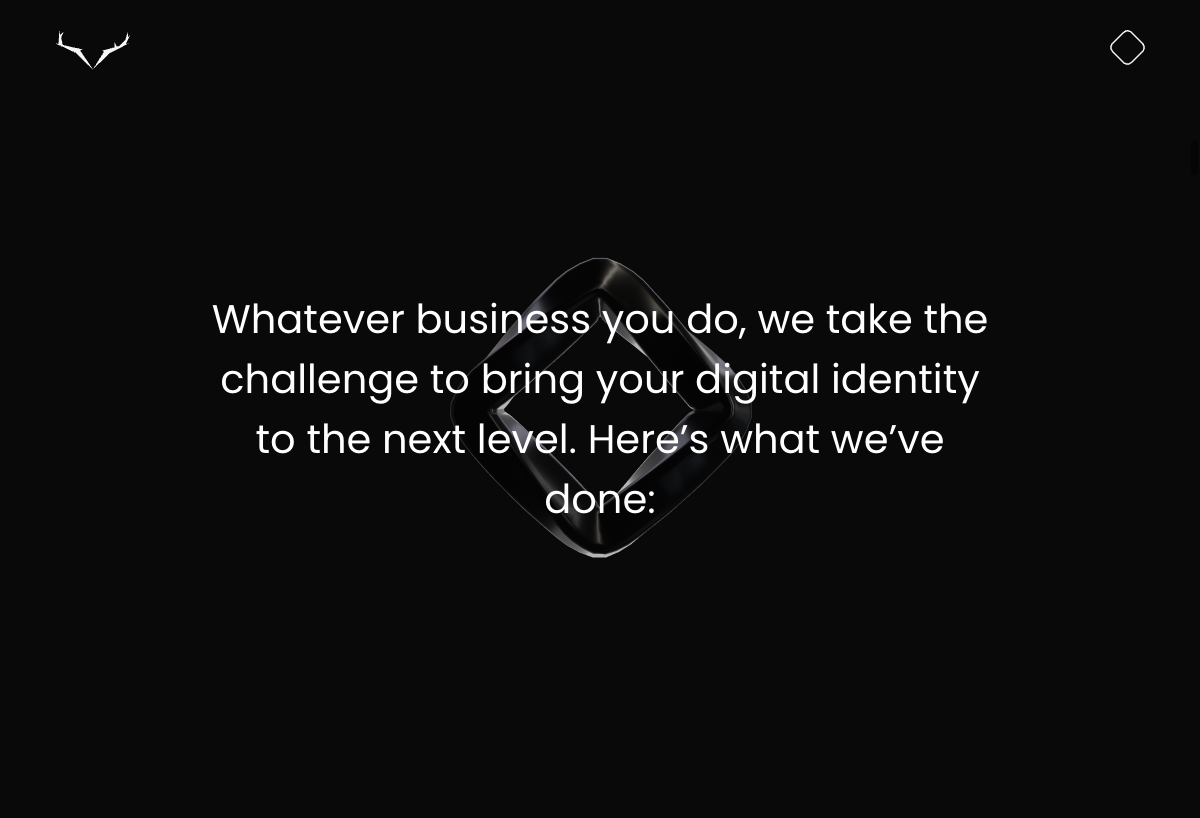 Whatever business you do, we take the
challenge to bring your digital identity
to the next level. Here’s what we’ve
done: